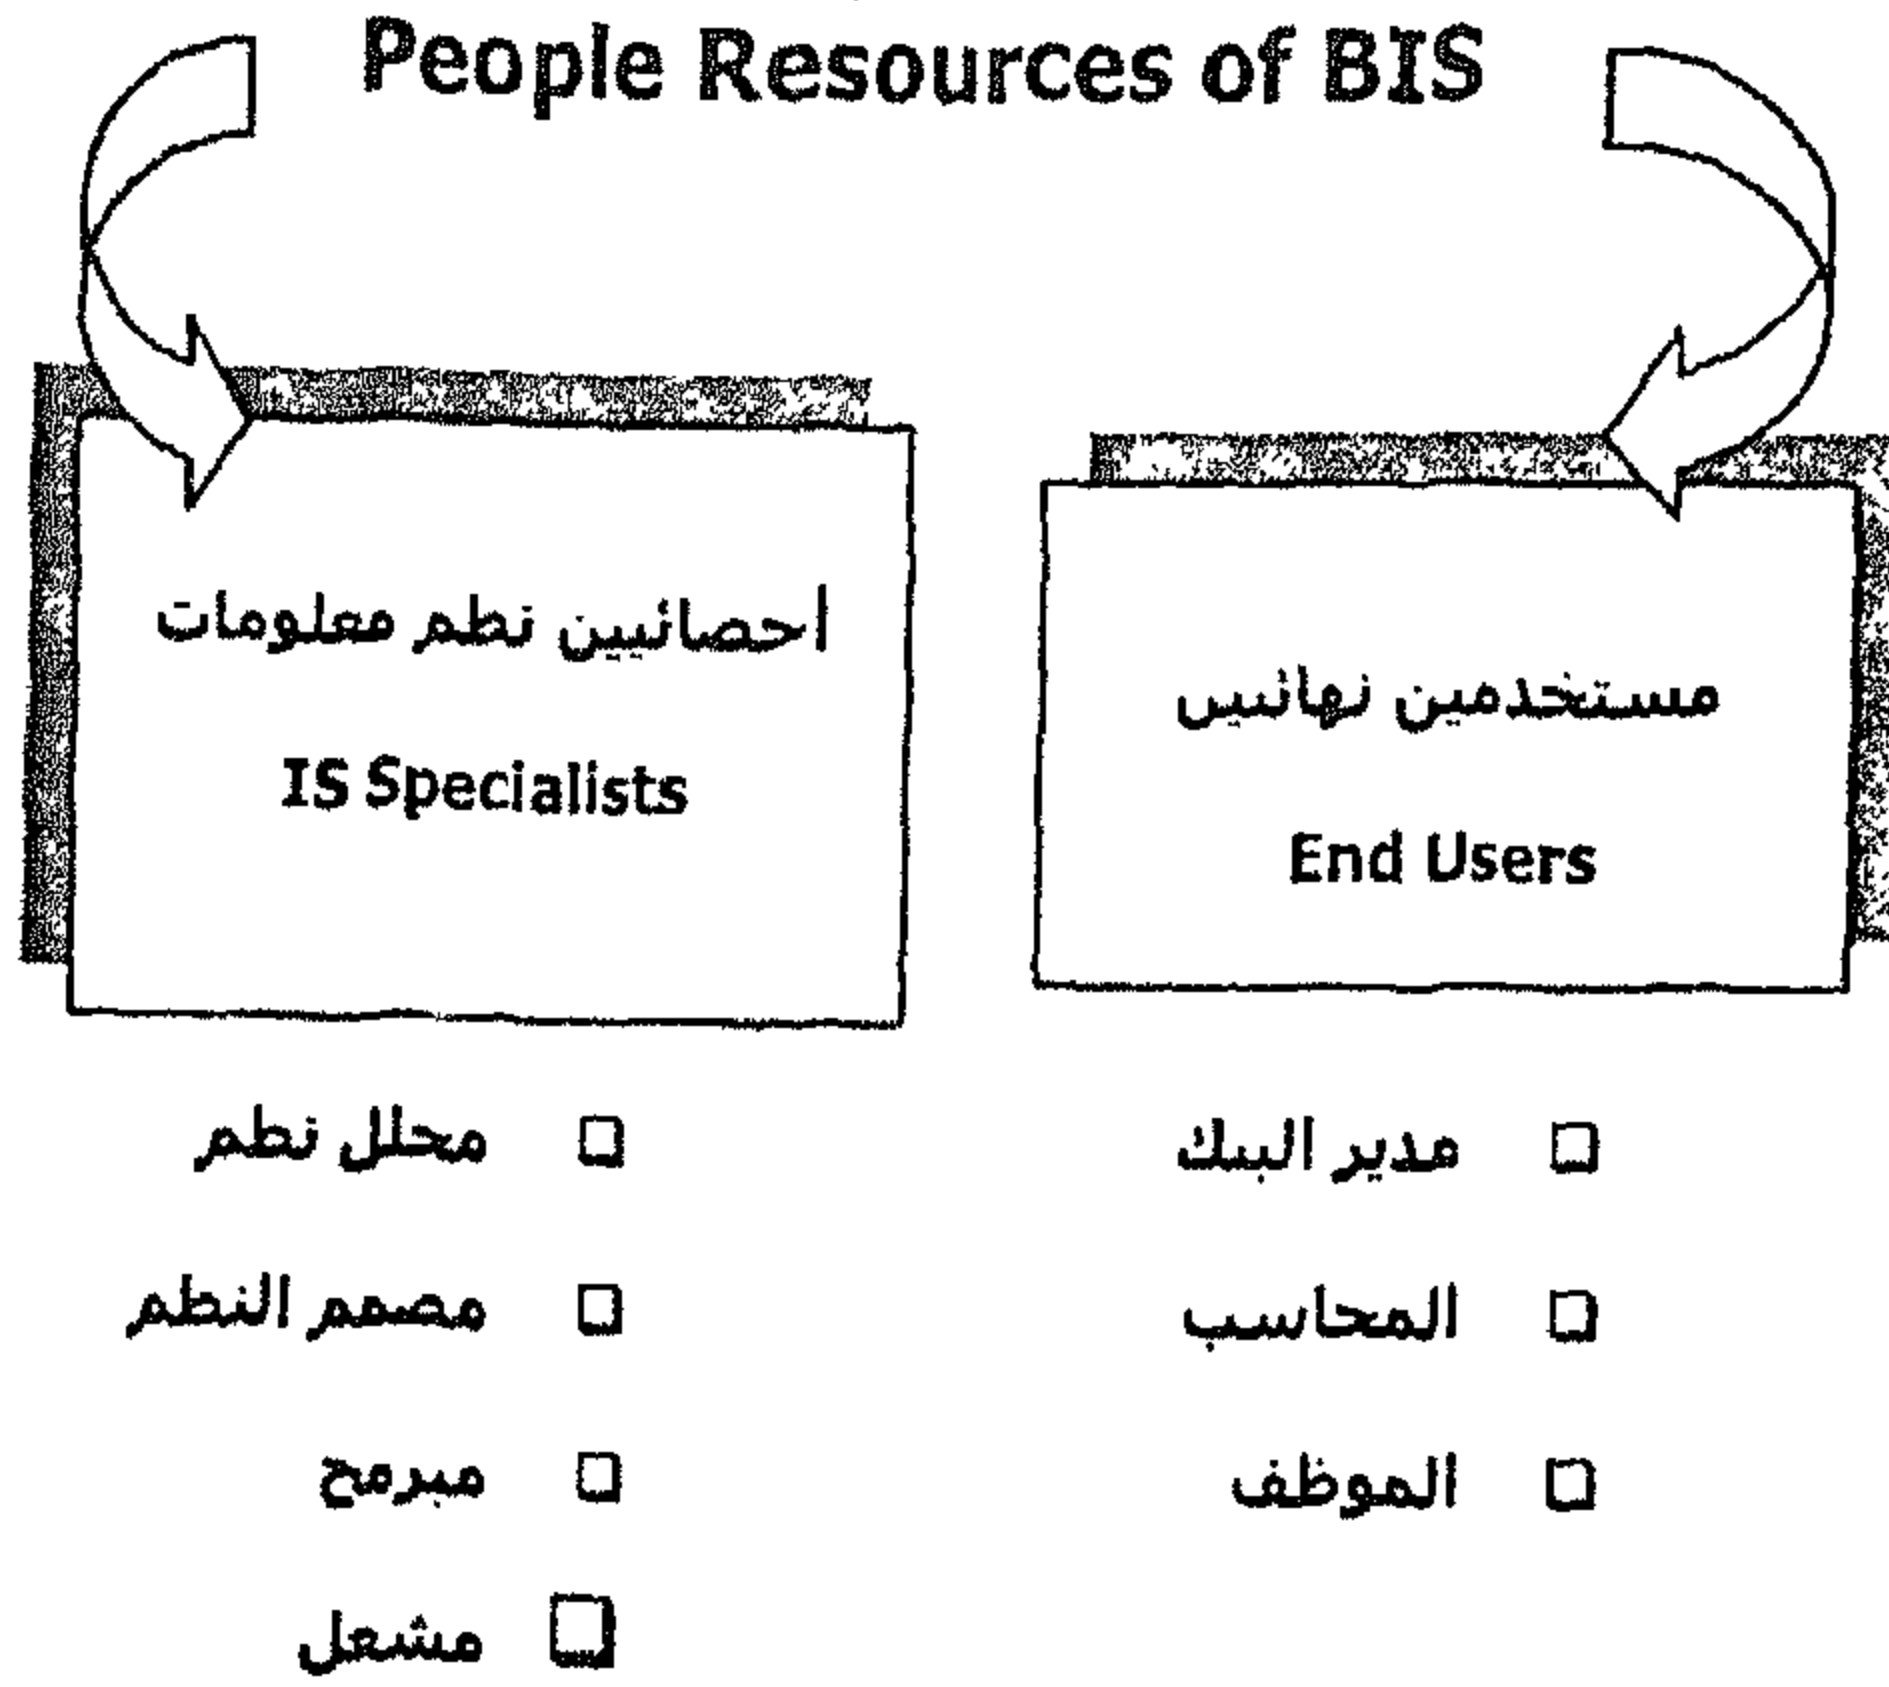 People Resources of BIS
احصائيين نظم معلومات
IS Specialists
مستخدمين نهائيين
End Users
محلل نظم
مصمم النظم
مبرمج
مشغل
مدير البنك
المحاسب
الموظف